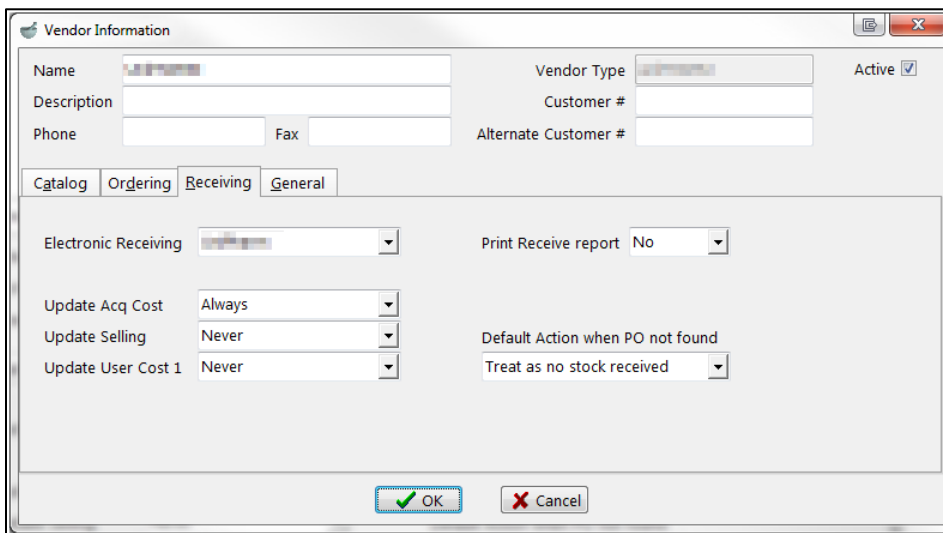 Vendor Information
Name Vendor Type Active
Description Customer #
Phone Fax Alternate Customer #
Catalog Ordering Receiving General
Electronic Receiving Print Receive report No
Update Acq Cost Always
Update Selling Never Default Action when PO not found
Update User Cost 1 Never Treat as no stock received
OK Cancel